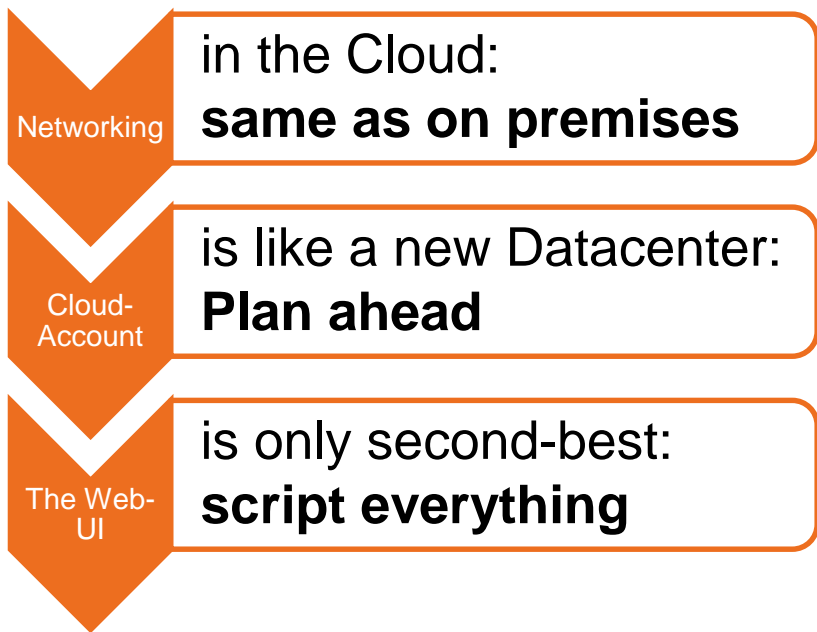 Networking
in the Cloud:
same as on premises
Cloud-
Account
is like a new Datacenter:
Plan ahead
The Web-
UI
is only second-best:
script everything